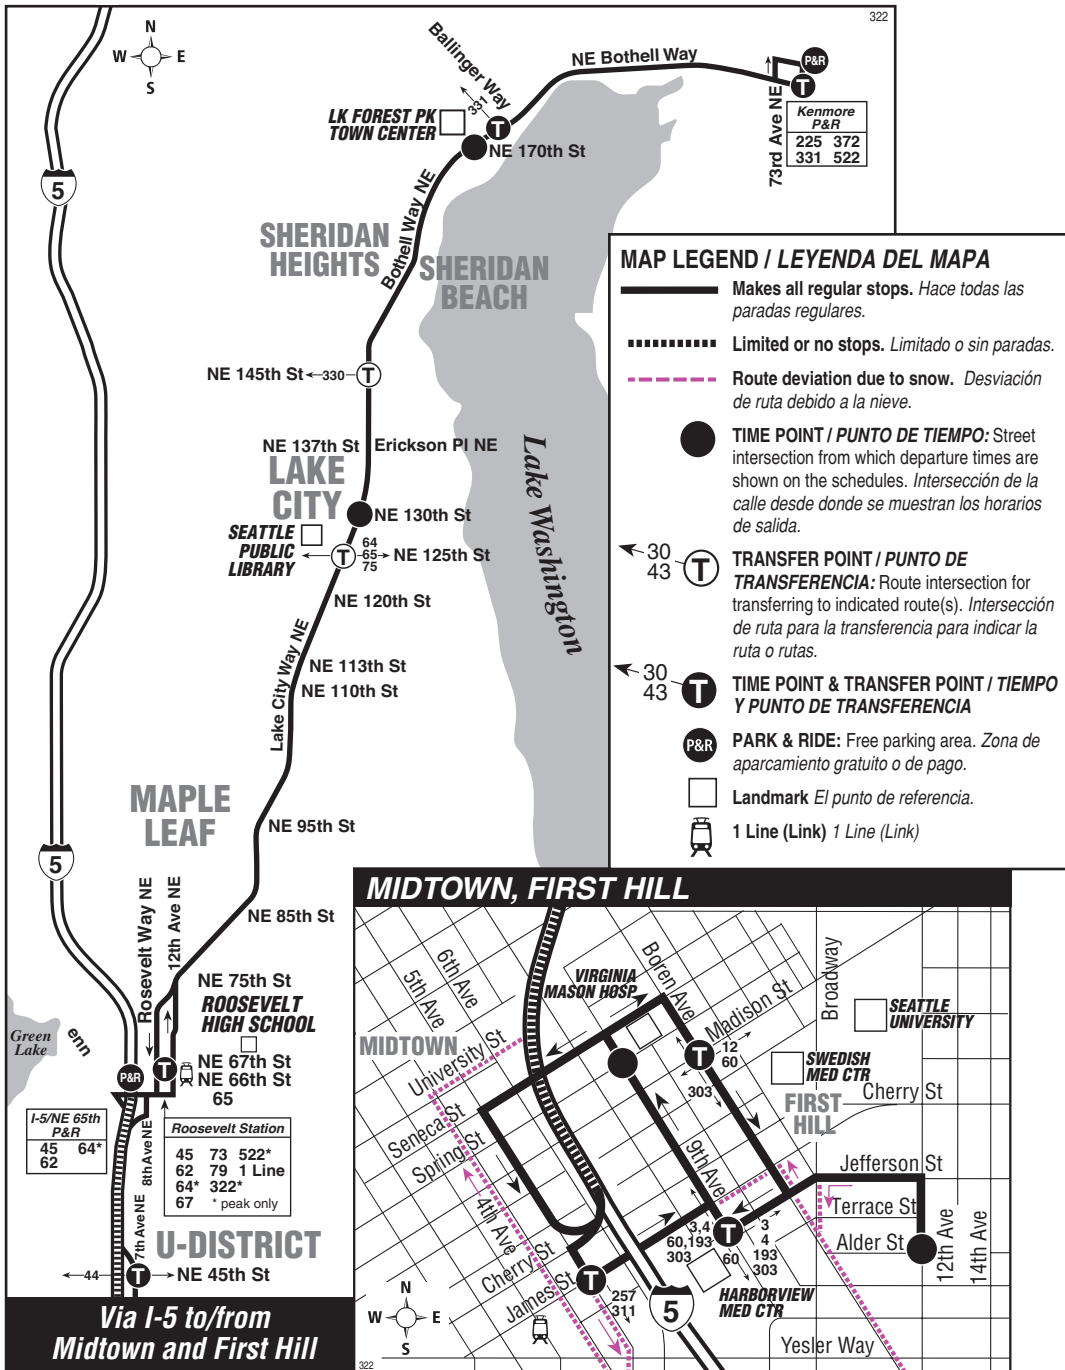 322
N
W E
S
Ballinger Way
331
NE Bothell Way
P&R
T
73rd Ave NE
Kenmore
P&R
225 372
331 522
LK FOREST PK
TOWN CENTER
T
NE 170th St
5
Bothell Way NE
SHERIDAN
HEIGHTS
SHERIDAN
BEACH
NE 145th St
330
T
NE 137th St
Erickson Pl NE
LAKE
CITY
NE 130th St
SEATTLE
PUBLIC
LIBRARY
T
64
65
75
NE 125th St
NE 120th St
Lake Washington
NE 113th St
NE 110th St
Lake City Way NE
MAPLE
LEAF
NE 95th St
5
NE 85th St
Rosevelt Way NE
12th Ave NE
NE 75th St
ROOSEVELT
HIGH SCHOOL
Green
Lake
enn
P&R
T
NE 67th St
NE 66th St
65
I-5/NE 65th
P&R
45 64*
62
8th Ave NE
Roosevelt Station
45 73 522*
62 79 1 Line
64* 322*
67 * peak only
7th Ave NE
U-DISTRICT
44
T
NE 45th St
Via I-5 to/from
Midtown and First Hill
MAP LEGEND / LEYENDA DEL MAPA
Makes all regular stops. Hace todas las
paradas regulares.
Limited or no stops. Limitado o sin paradas.
Route deviation due to snow. Desviación
de ruta debido a la nieve.
TIME POINT / PUNTO DE TIEMPO: Street
intersection from which departure times are
shown on the schedules. Intersección de la
calle desde donde se muestran los horarios
de salida.
30
43
T
TRANSFER POINT / PUNTO DE
TRANSFERENCIA: Route intersection for
transferring to indicated route(s). Intersección
de ruta para la transferencia para indicar la
ruta o rutas.
30
43
T
TIME POINT & TRANSFER POINT / TIEMPO
Y PUNTO DE TRANSFERENCIA
P&R
PARK & RIDE: Free parking area. Zona de
aparcamiento gratuito o de pago.
Landmark El punto de referencia.
1 Line (Link) 1 Line (Link)
MIDTOWN, FIRST HILL
5th Ave
6th Ave
VIRGINIA
MASON HOSP
Boren Ave
Madison St
Broadway
SEATTLE
UNIVERSITY
MIDTOWN
University St
T
12
60
303
SWEDISH
MED CTR
FIRST
HILL
Cherry St
Seneca St
Spring St
9th Ave
Jefferson St
Terrace St
Alder St
12th Ave
14th Ave
4th Ave
3,4
60,193
303
T
60
3
4
193
303
Cherry St
James St
T
257
311
HARBORVIEW
MED CTR
5
Yesler Way
N
W E
S
322